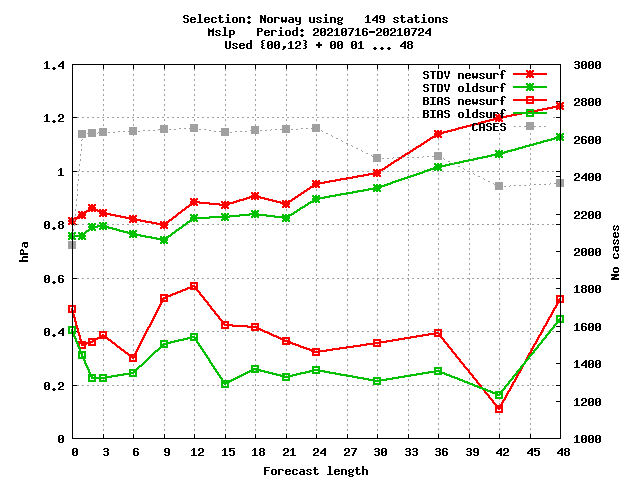 Selection: Norway using   149 stations
Mslp   Period: 20210716-20210724
Used {00,12} + 00 01 ... 48
STDV newsurf
STDV oldsurf
BIAS newsurf
BIAS oldsurf
CASES
1.4
1.2
1
0.8
0.6
0.4
0.2
0
hPa
3000
2800
2600
2400
2200
2000
1800
1600
1400
1200
1000
No cases
0 3 6 9 12 15 18 21 24 27 30 33 36 39 42 45 48
Forecast length